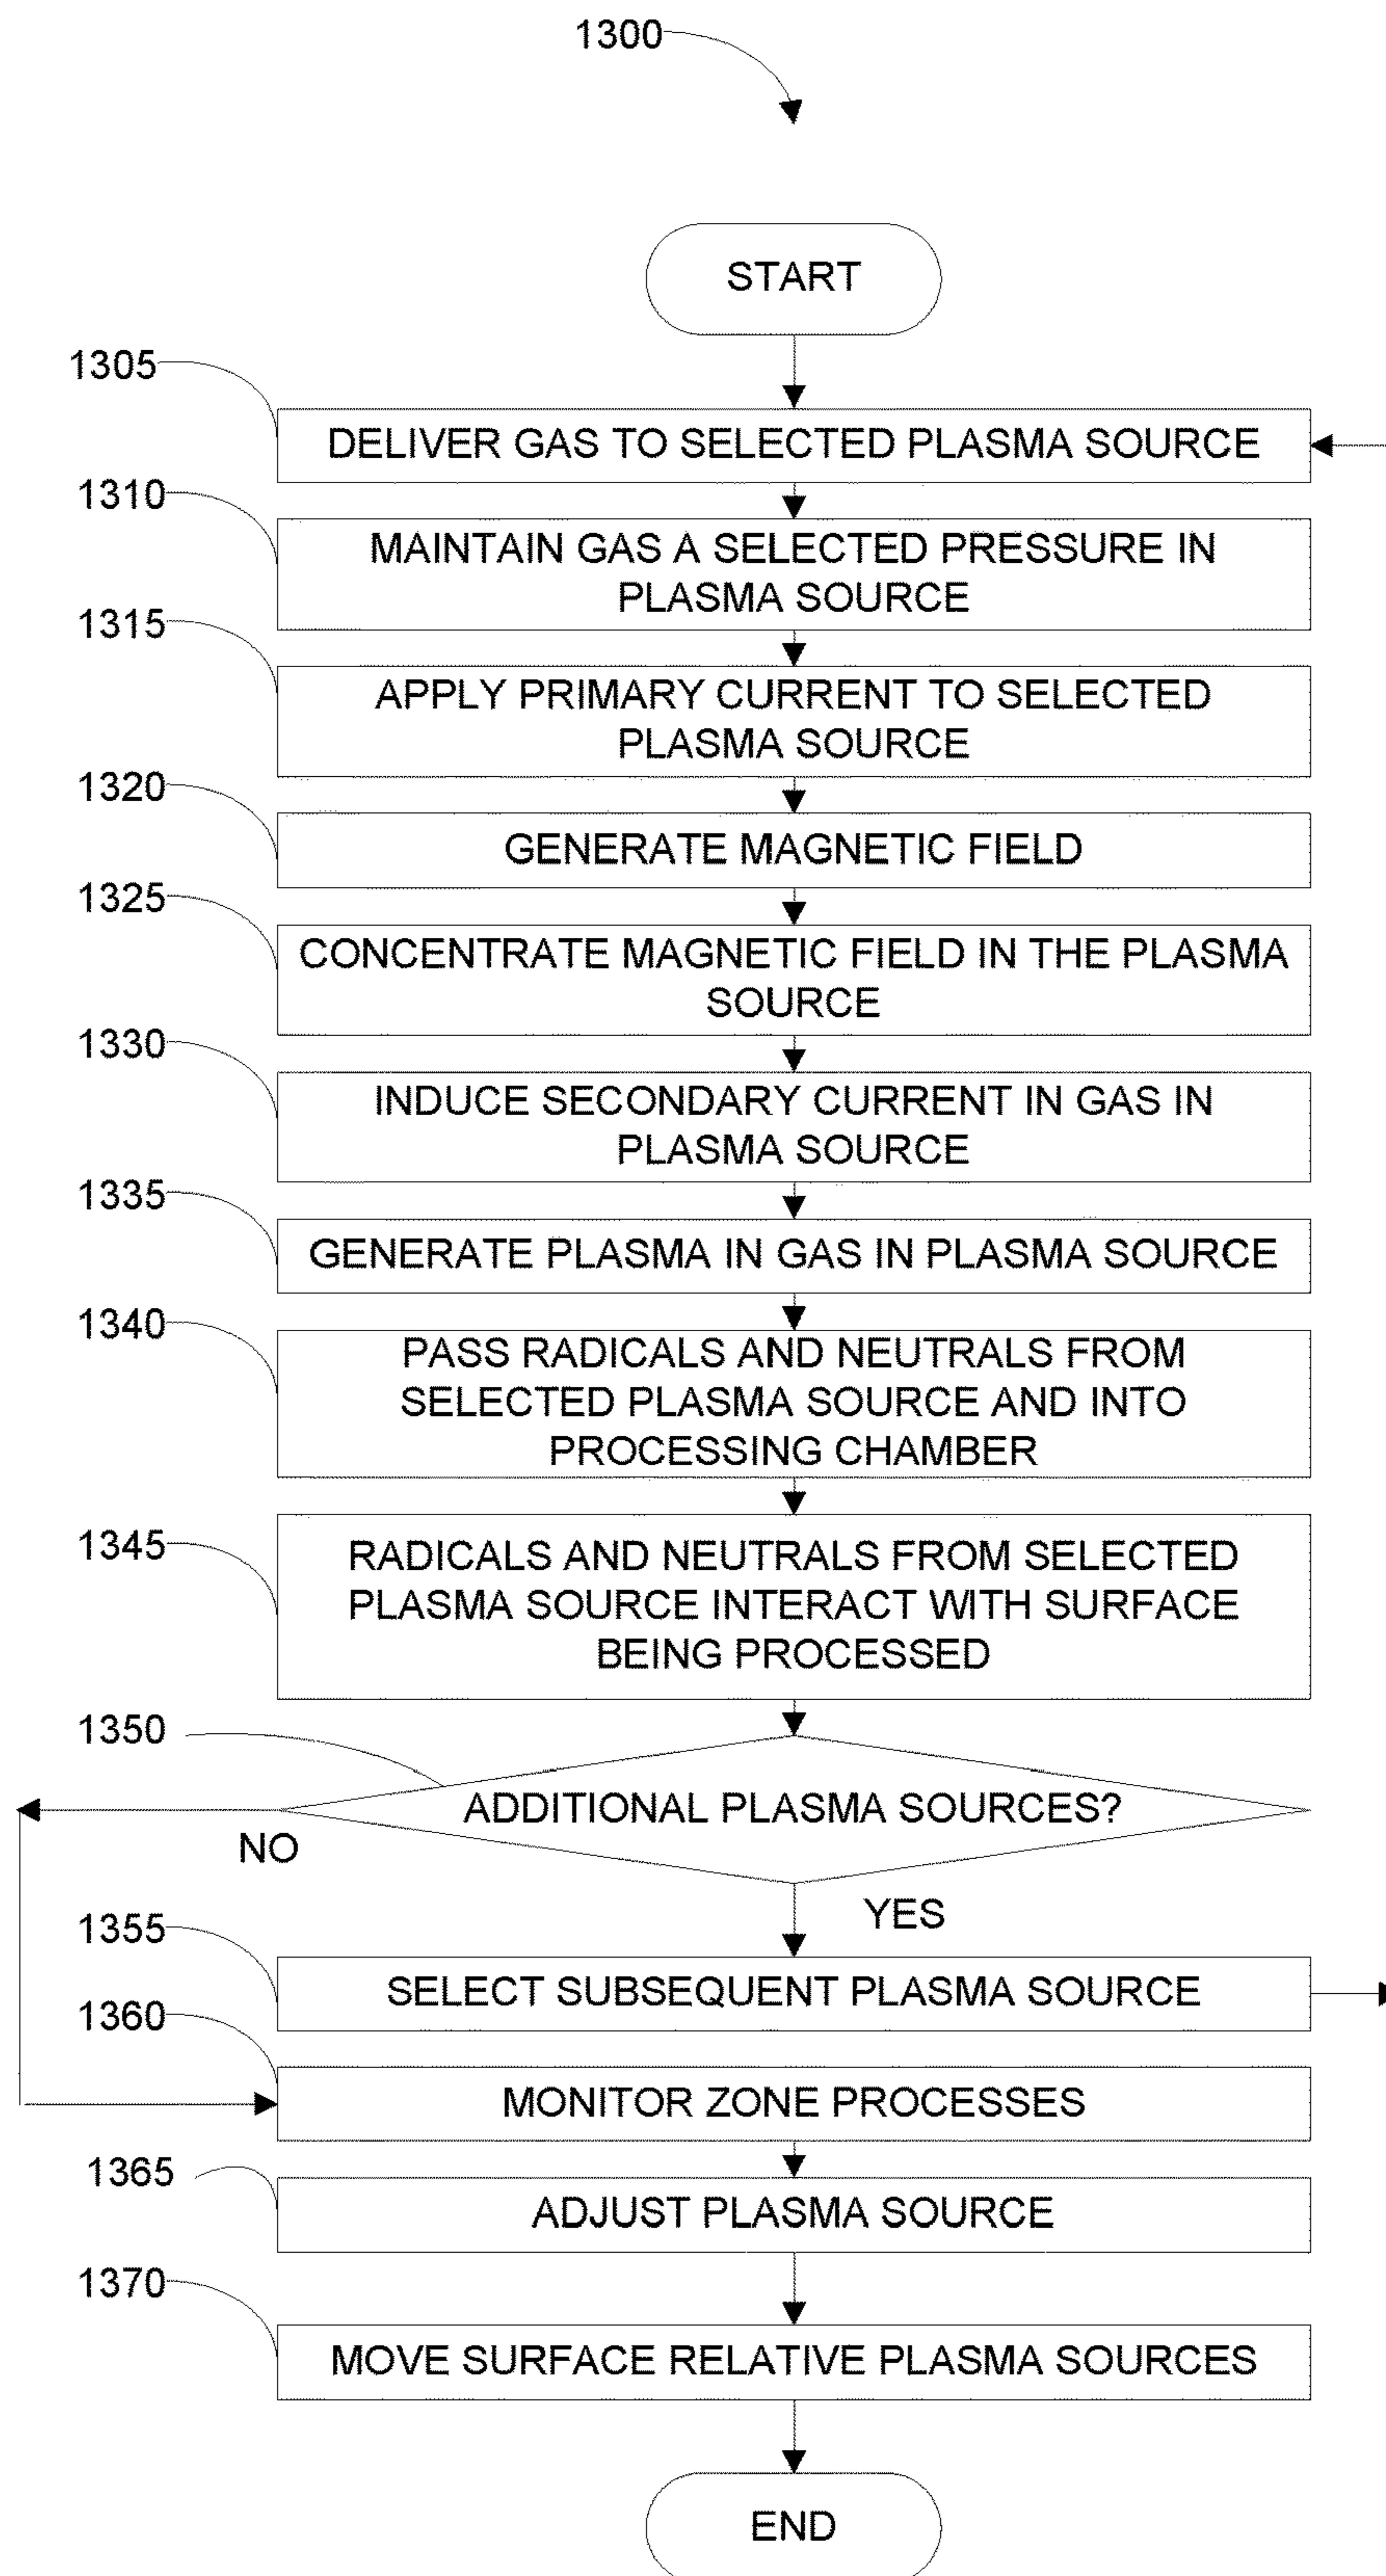 1300
START
1305
DELIVER GAS TO SELECTED PLASMA SOURCE
1310
MAINTAIN GAS A SELECTED PRESSURE IN
PLASMA SOURCE
1315
APPLY PRIMARY CURRENT TO SELECTED
PLASMA SOURCE
1320
GENERATE MAGNETIC FIELD
1325
CONCENTRATE MAGNETIC FIELD IN THE PLASMA
SOURCE
1330
INDUCE SECONDARY CURRENT IN GAS IN
PLASMA SOURCE
1335
GENERATE PLASMA IN GAS IN PLASMA SOURCE
1340
PASS RADICALS AND NEUTRALS FROM
SELECTED PLASMA SOURCE AND INTO
PROCESSING CHAMBER
1345
RADICALS AND NEUTRALS FROM SELECTED
PLASMA SOURCE INTERACT WITH SURFACE
BEING PROCESSED
1350
ADDITIONAL PLASMA SOURCES?
NO
YES
1355
SELECT SUBSEQUENT PLASMA SOURCE
1360
MONITOR ZONE PROCESSES
1365
ADJUST PLASMA SOURCE
1370
MOVE SURFACE RELATIVE PLASMA SOURCES
END